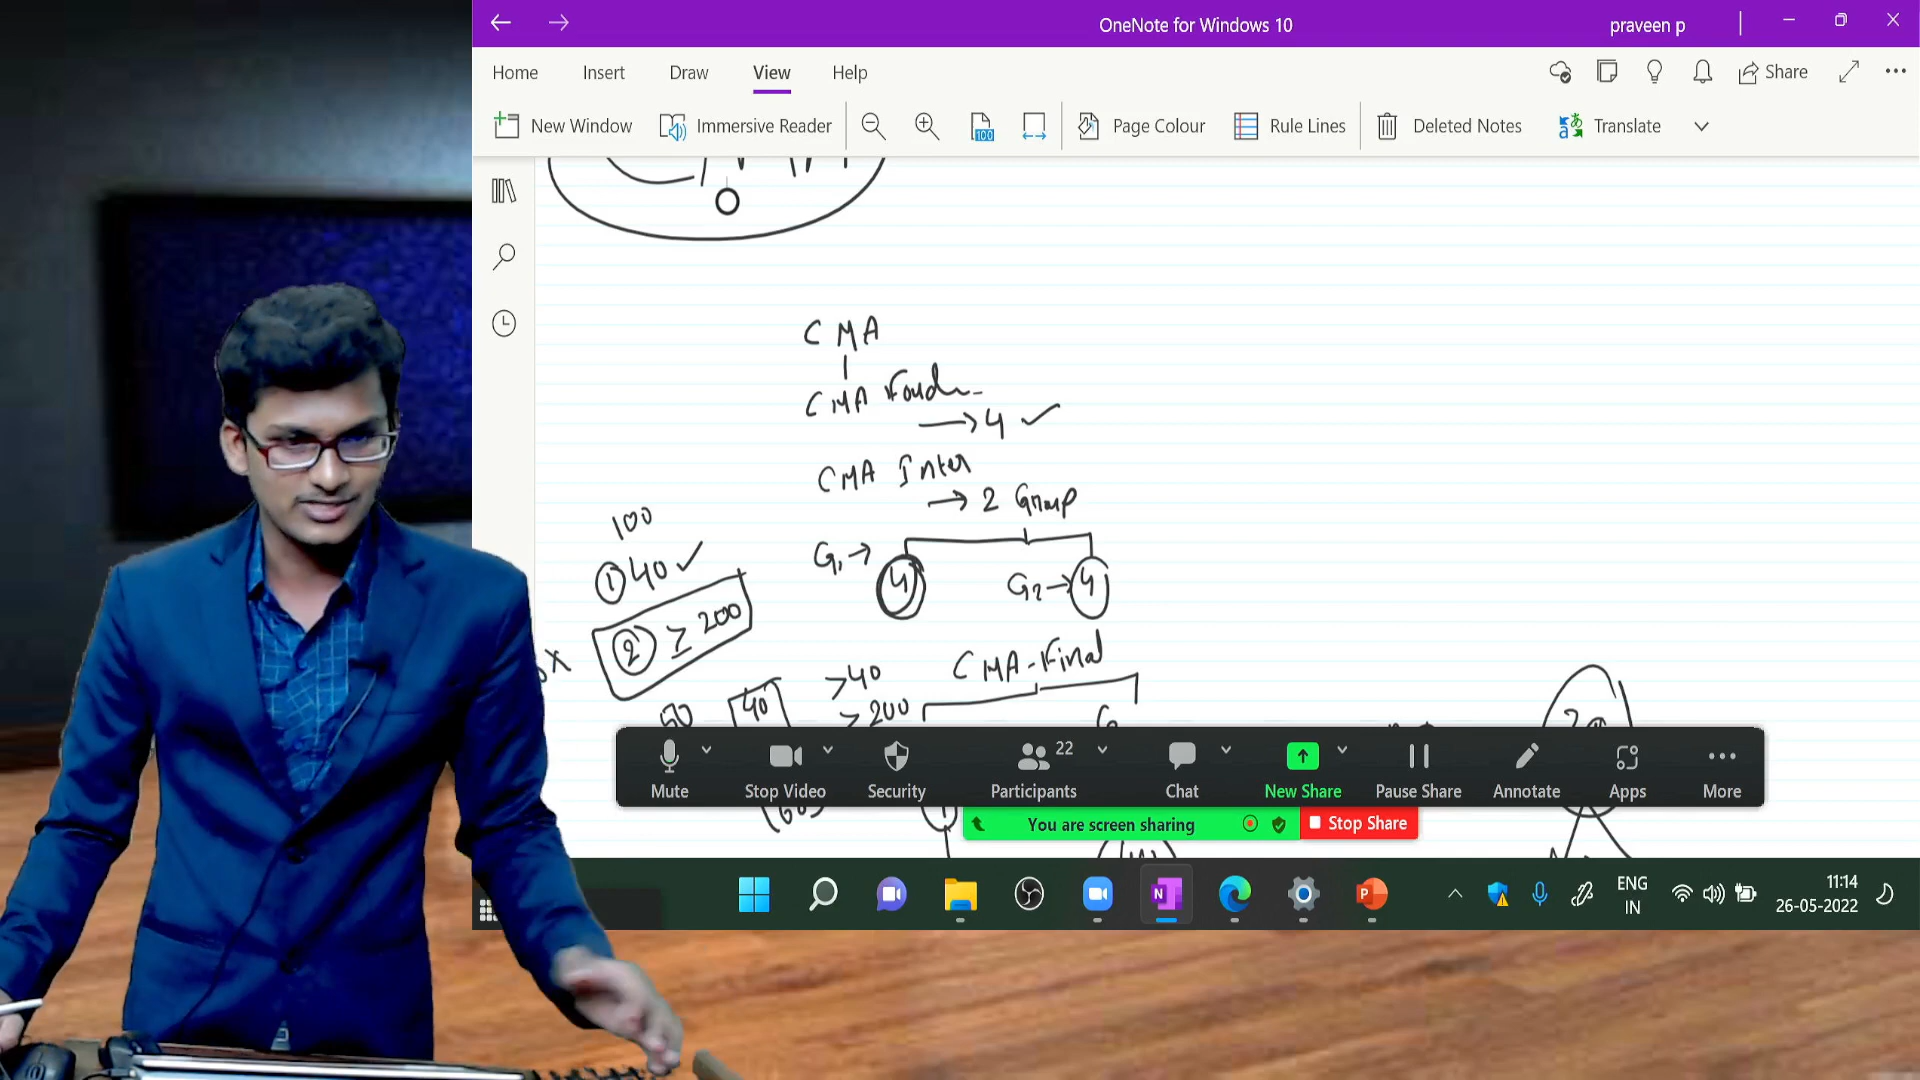 OneNote for Windows 10
praveen p
Home Insert Draw View Help
Share
New Window Immersive Reader 100 Page Colour Rule Lines Deleted Notes Translate
CMA
CMA
→ 4 ✓
CMA Inter
→ 2 Group
100
① 40 ✓
G1 →
4
G2 → 4
② ≥ 200
X
CMA-Final
>40
> 200
50
40
Mute Stop Video Security Participants 22 Chat New Share Pause Share Annotate Apps More
You are screen sharing Stop Share
ENG
IN
11:14
26-05-2022